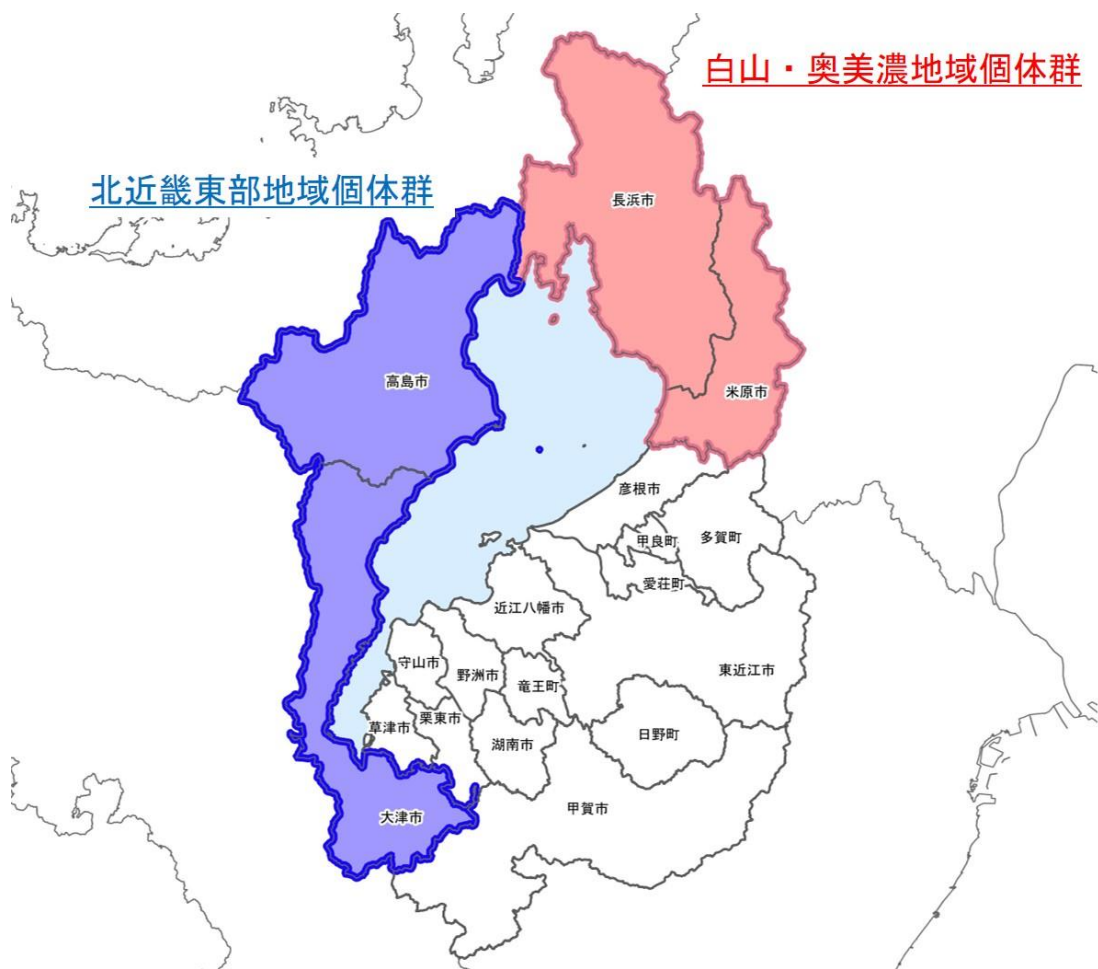 白山・奥美濃地域個体群
北近畿東部地域個体群
長浜市
高島市
米原市
彦根市
甲良町
多賀町
愛荘町
近江八幡市
守山市
野洲市
竜王町
東近江市
草津市
栗東市
湖南市
日野町
大津市
甲賀市